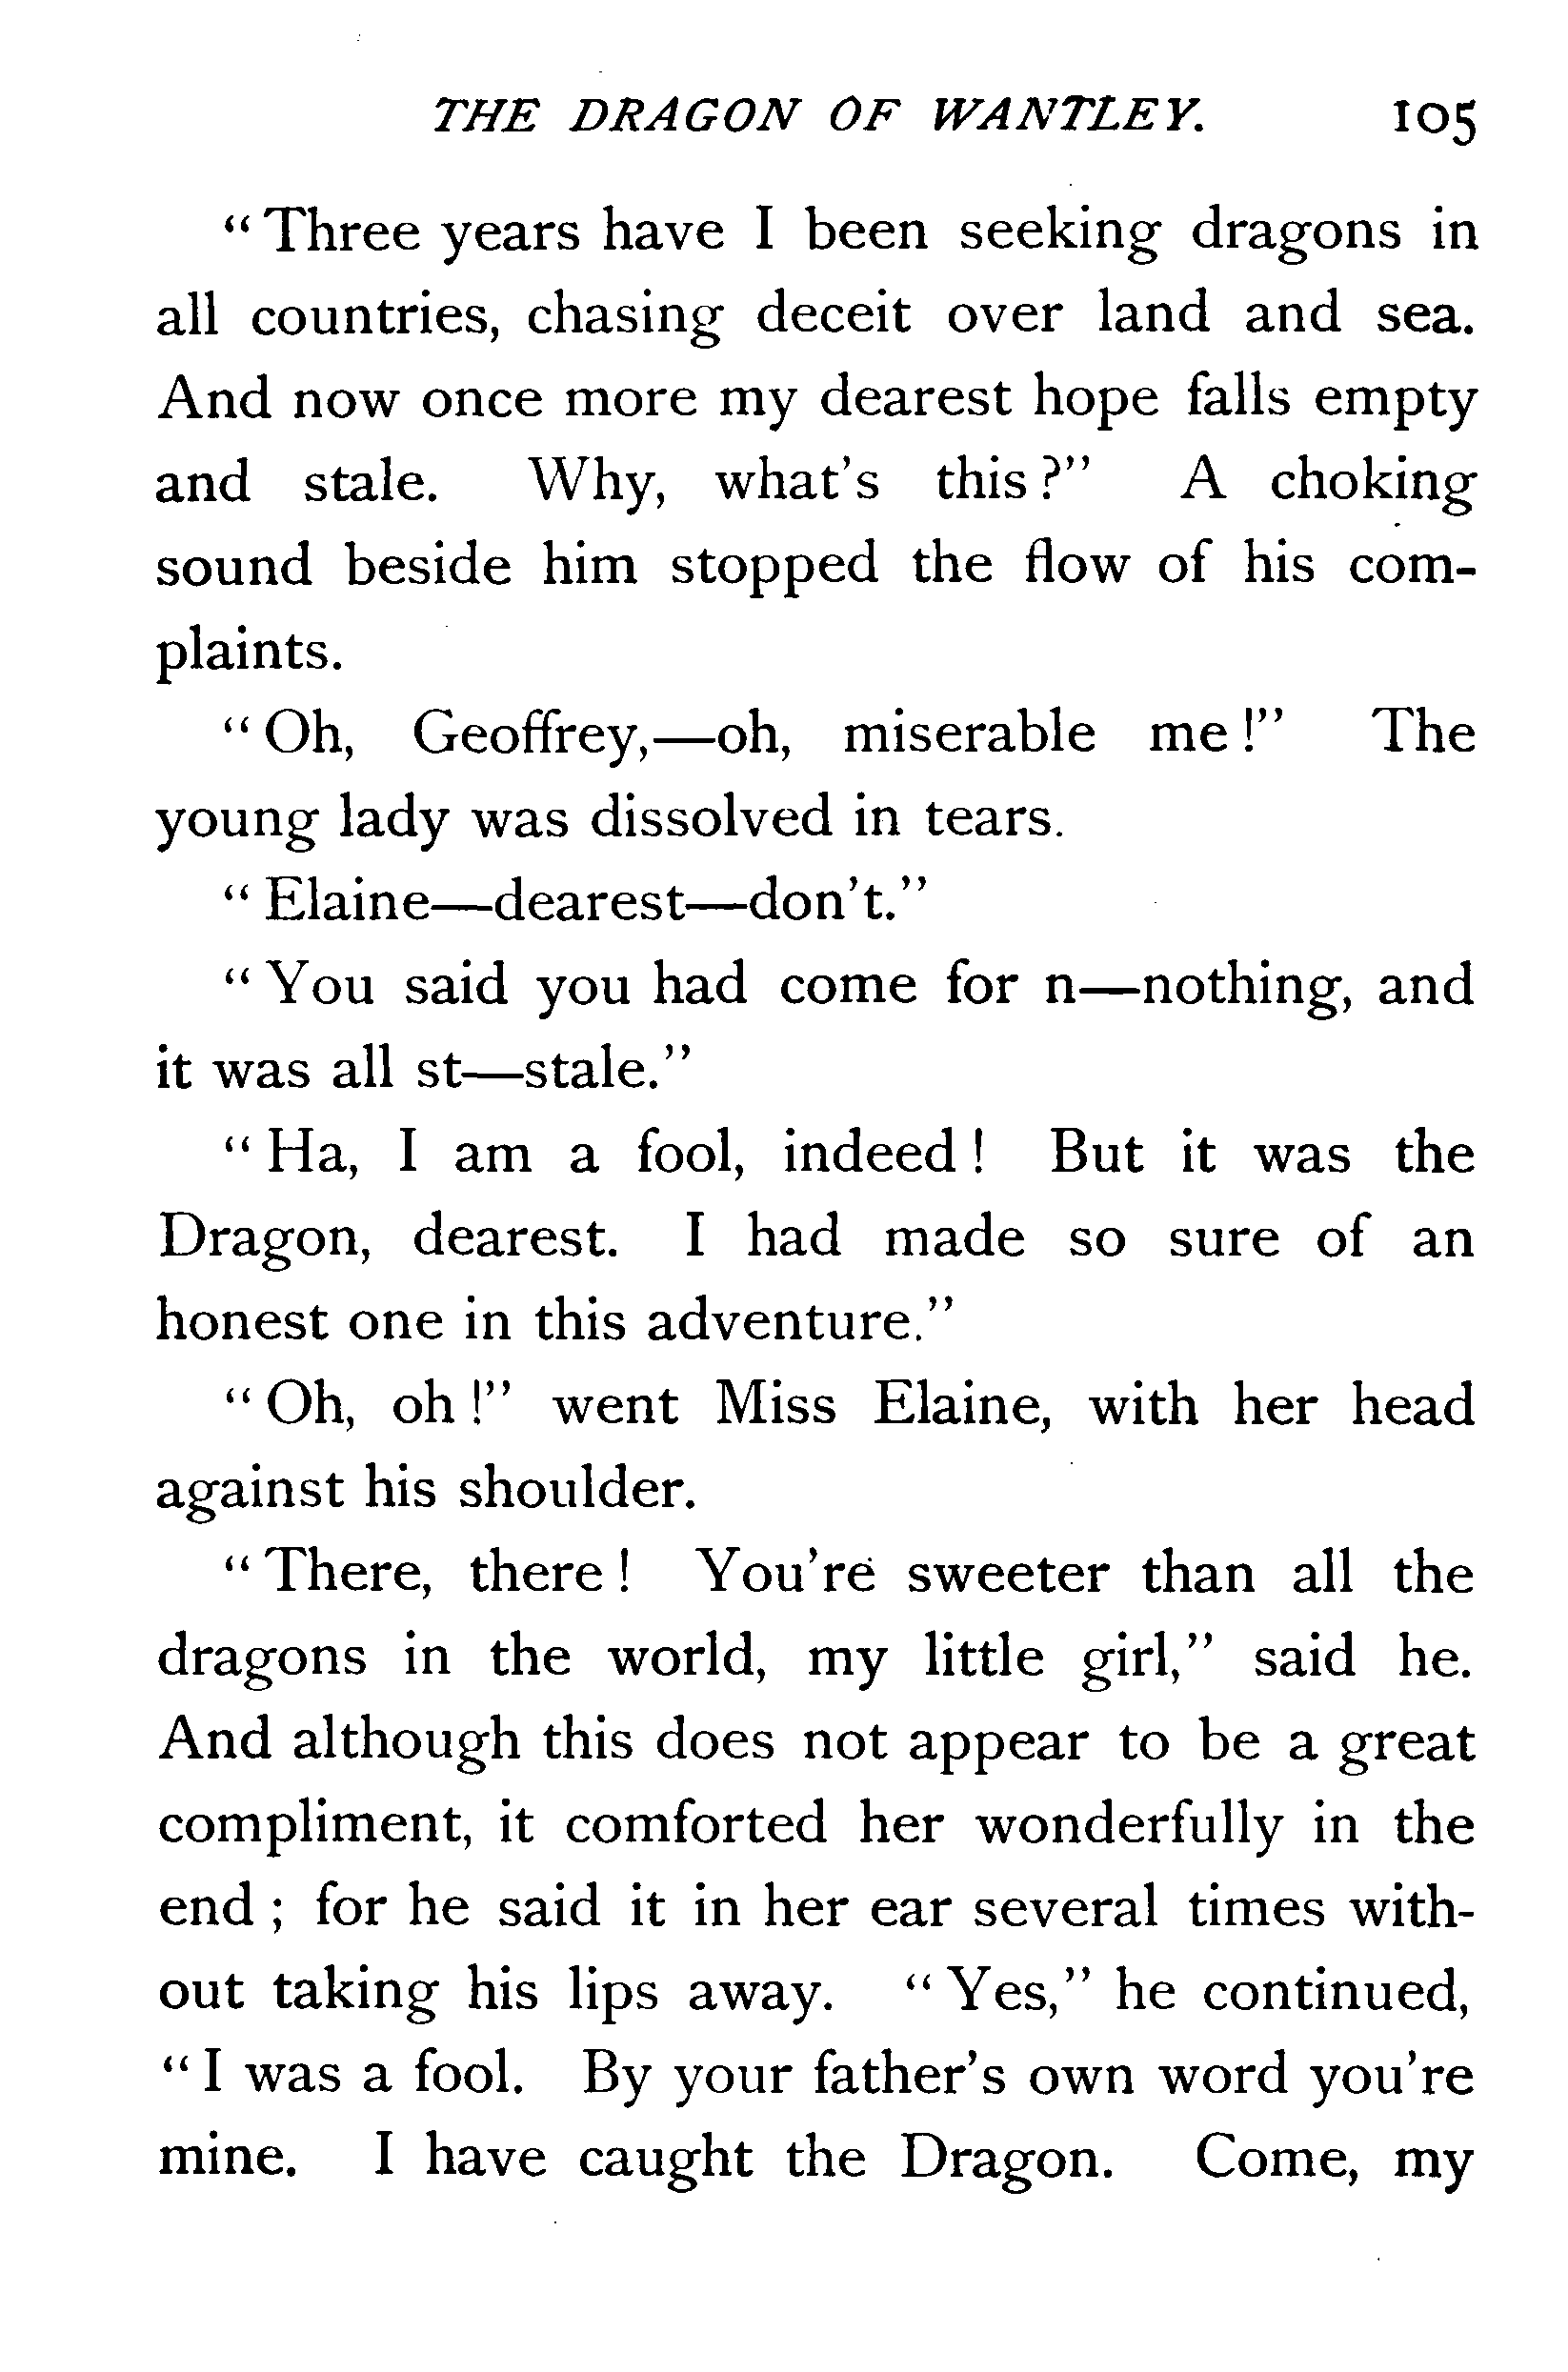 THE DRAGON OF WANTLEY. 105
“Three years have I been seeking dragons in
all countries, chasing deceit over land and sea.
And now once more my dearest hope falls empty
and stale. Why, what's this?” A choking
sound beside him stopped the flow of his com-
plaints.
“Oh, Geoffrey,—oh, miserable me!” The
young lady was dissolved in tears.
“Elaine—dearest—don't.”
“You said you had come for n—nothing, and
it was all st—stale.”
“Ha, I am a fool, indeed! But it was the
Dragon, dearest. I had made so sure of an
honest one in this adventure.”
“Oh, oh!” went Miss Elaine, with her head
against his shoulder.
“There, there! You're sweeter than all the
dragons in the world, my little girl,” said he.
And although this does not appear to be a great
compliment, it comforted her wonderfully in the
end; for he said it in her ear several times with-
out taking his lips away. “Yes,” he continued,
“I was a fool. By your father's own word you're
mine. I have caught the Dragon. Come, my